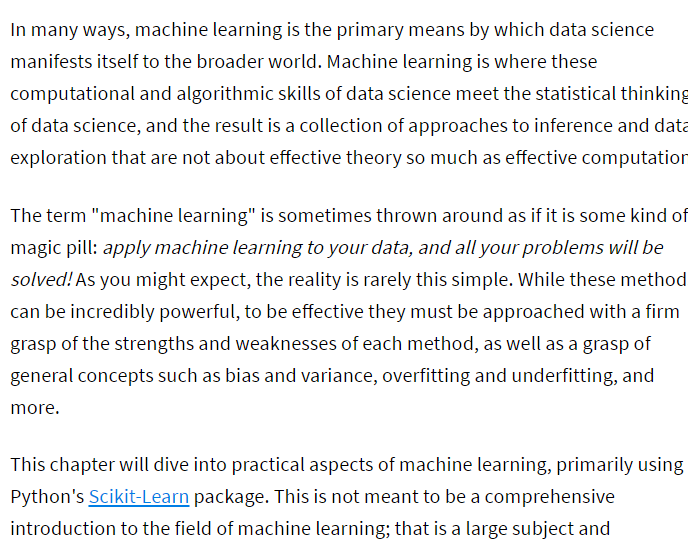 In many ways, machine learning is the primary means by which data science
manifests itself to the broader world. Machine learning is where these
computational and algorithmic skills of data science meet the statistical thinking
of data science, and the result is a collection of approaches to inference and data
exploration that are not about effective theory so much as effective computation
The term "machine learning" is sometimes thrown around as if it is some kind of
magic pill: apply machine learning to your data, and all your problems will be
solved! As you might expect, the reality is rarely this simple. While these method
can be incredibly powerful, to be effective they must be approached with a firm
grasp of the strengths and weaknesses of each method, as well as a grasp of
general concepts such as bias and variance, overfitting and underfitting, and
more.
This chapter will dive into practical aspects of machine learning, primarily using
Python's Scikit-Learn package. This is not meant to be a comprehensive
introduction to the field of machine learning; that is a large subject and